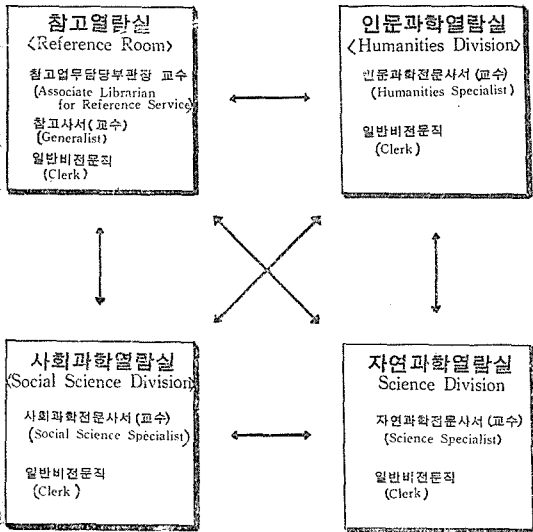 참고열람실
〈Reference Room〉
참고업무담당부관장 교수
(Associate Librarian
for Reference Service)
참고사서(교수)
(Generalist)
일반비전문직
(Clerk)
인문과학열람실
〈Humanities Division〉
인문과학전문사서(교수)
(Humanities Specialist)
일반비전문직
(Clerk)
사회과학열람실
〈Social Science Division〉
사회과학전문사서(교수)
(Social Science Specialist)
일반비전문직
(Clerk)
자연과학열람실
Science Division
자연과학전문사서(교수)
(Science Specialist)
일반비전문직
(Clerk)